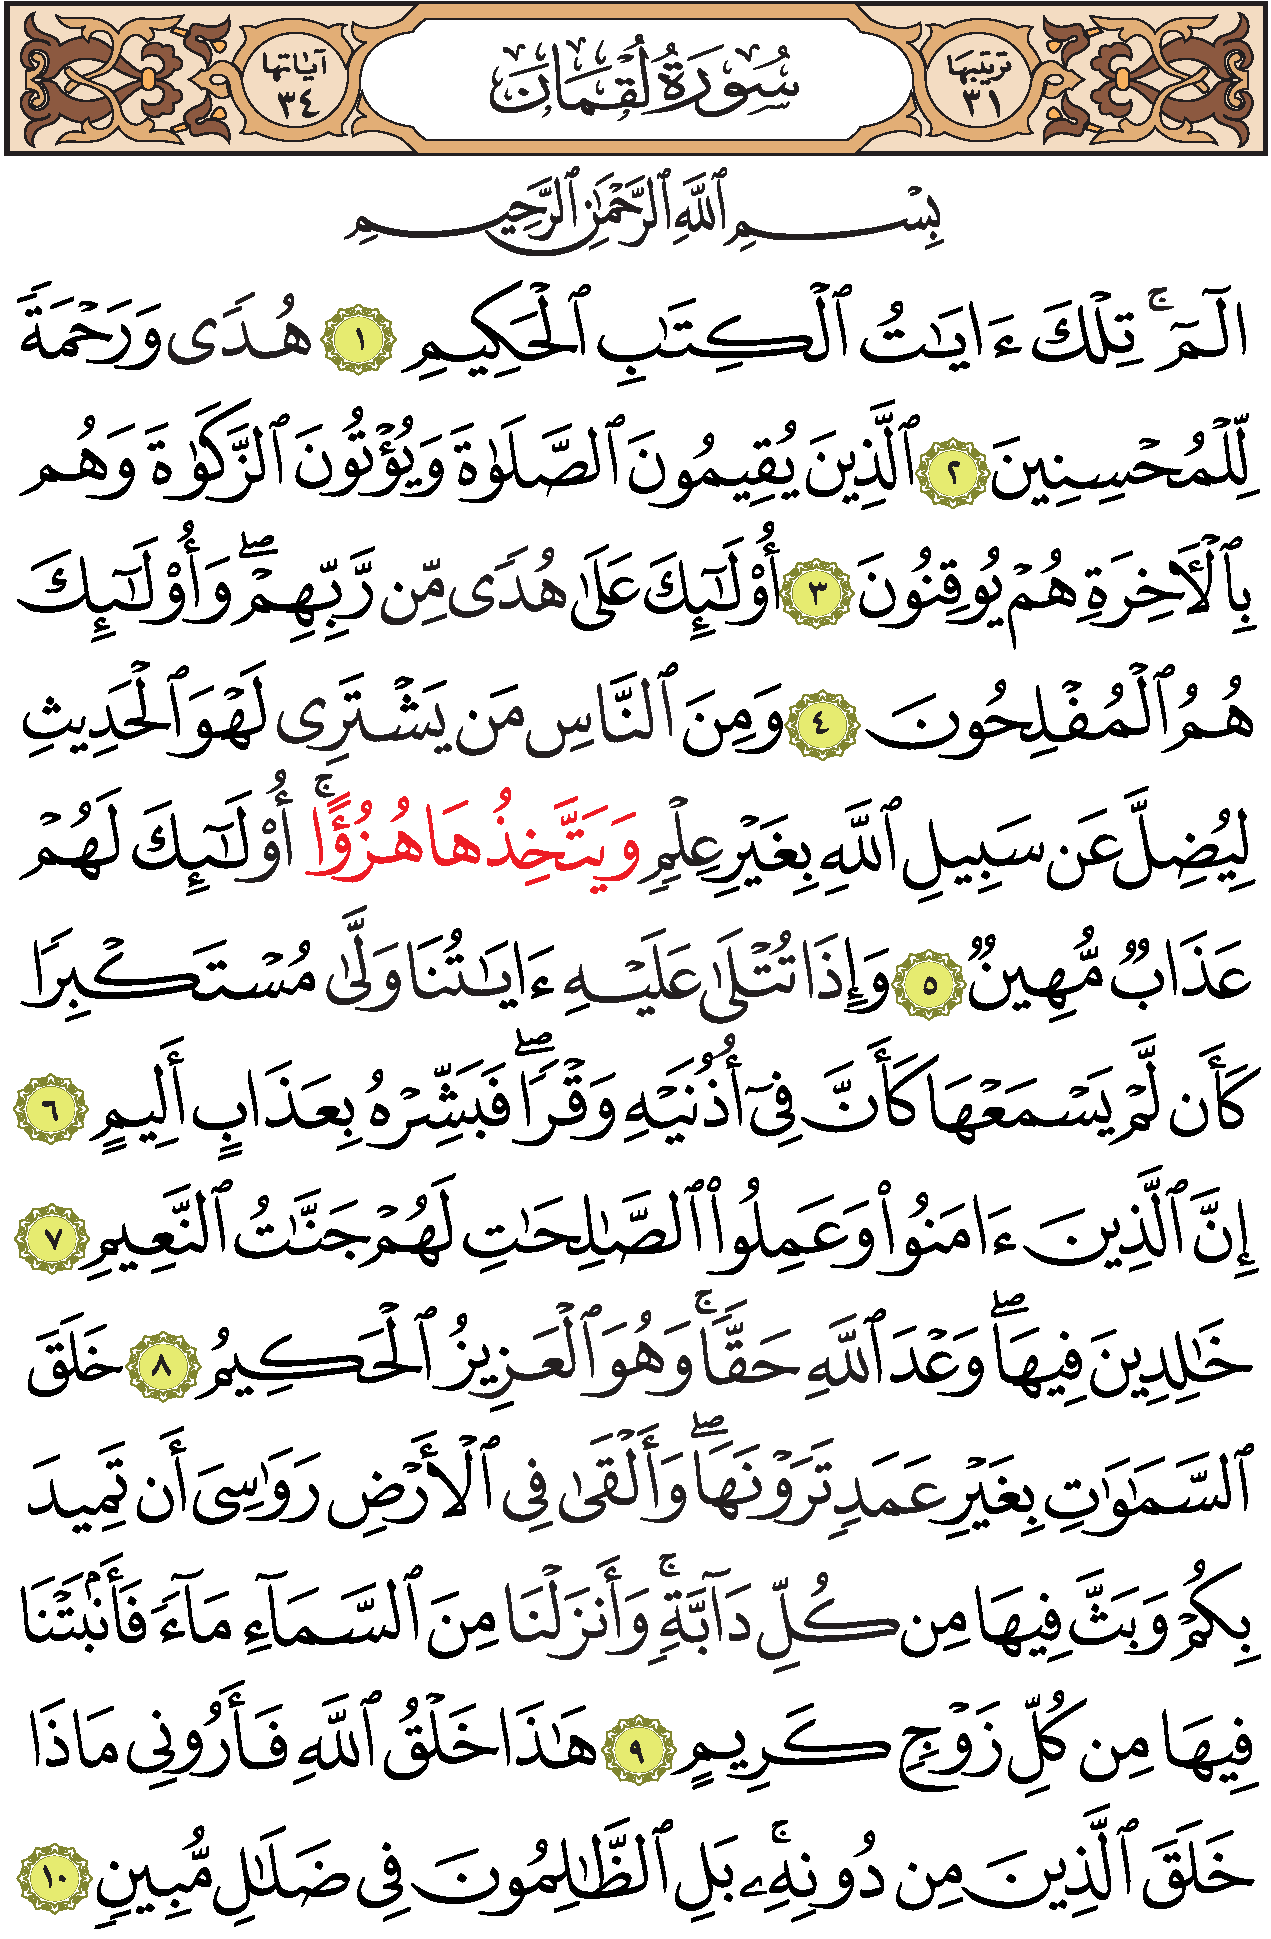 ترتيبها ٣١
سُورَةُ لُقْمَان
آيَاتها ٣٤
بِسْمِ ٱللَّهِ ٱلرَّحْمَٰنِ ٱلرَّحِيمِ
الٓمٓ ۚ تِلْكَ ءَايَٰتُ ٱلْكِتَٰبِ ٱلْحَكِيمِ ١ هُدًى وَرَحْمَةً
لِّلْمُحْسِنِينَ ٢ ٱلَّذِينَ يُقِيمُونَ ٱلصَّلَوٰةَ وَيُؤْتُونَ ٱلزَّكَوٰةَ وَهُم
بِٱلْأَخِرَةِ هُمْ يُوقِنُونَ ٣ أُوْلَٰٓئِكَ عَلَىٰ هُدًى مِّن رَّبِّهِمْ ۖ وَأُوْلَٰٓئِكَ
هُمُ ٱلْمُفْلِحُونَ ٤ وَمِنَ ٱلنَّاسِ مَن يَشْتَرِى لَهْوَ ٱلْحَدِيثِ
لِيُضِلَّ عَن سَبِيلِ ٱللَّهِ بِغَيْرِ عِلْمٍ وَيَتَّخِذُهَا هُزُؤًا ۚ أُوْلَٰٓئِكَ لَهُمْ
عَذَابٌ مُّهِينٌ ٥ وَإِذَا تُتْلَىٰ عَلَيْهِ ءَايَٰتُنَا وَلَّىٰ مُسْتَكْبِرًا
كَأَن لَّمْ يَسْمَعْهَا كَأَنَّ فِىٓ أُذُنَيْهِ وَقْرًا ۖ فَبَشِّرْهُ بِعَذَابٍ أَلِيمٍ ٦
إِنَّ ٱلَّذِينَ ءَامَنُوا۟ وَعَمِلُوا۟ ٱلصَّٰلِحَٰتِ لَهُمْ جَنَّٰتُ ٱلنَّعِيمِ ٧
خَٰلِدِينَ فِيهَا ۖ وَعْدَ ٱللَّهِ حَقًّا ۚ وَهُوَ ٱلْعَزِيزُ ٱلْحَكِيمُ ٨ خَلَقَ
ٱلسَّمَٰوَٰتِ بِغَيْرِ عَمَدٍ تَرَوْنَهَا ۖ وَأَلْقَىٰ فِى ٱلْأَرْضِ رَوَٰسِىَ أَن تَمِيدَ
بِكُمْ وَبَثَّ فِيهَا مِن كُلِّ دَآبَّةٍ ۚ وَأَنزَلْنَا مِنَ ٱلسَّمَآءِ مَآءً فَأَنۢبَتْنَا
فِيهَا مِن كُلِّ زَوْجٍ كَرِيمٍ ٩ هَٰذَا خَلْقُ ٱللَّهِ فَأَرُونِى مَاذَا
خَلَقَ ٱلَّذِينَ مِن دُونِهِۦ ۚ بَلِ ٱلظَّٰلِمُونَ فِى ضَلَٰلٍ مُّبِينٍ ١٠